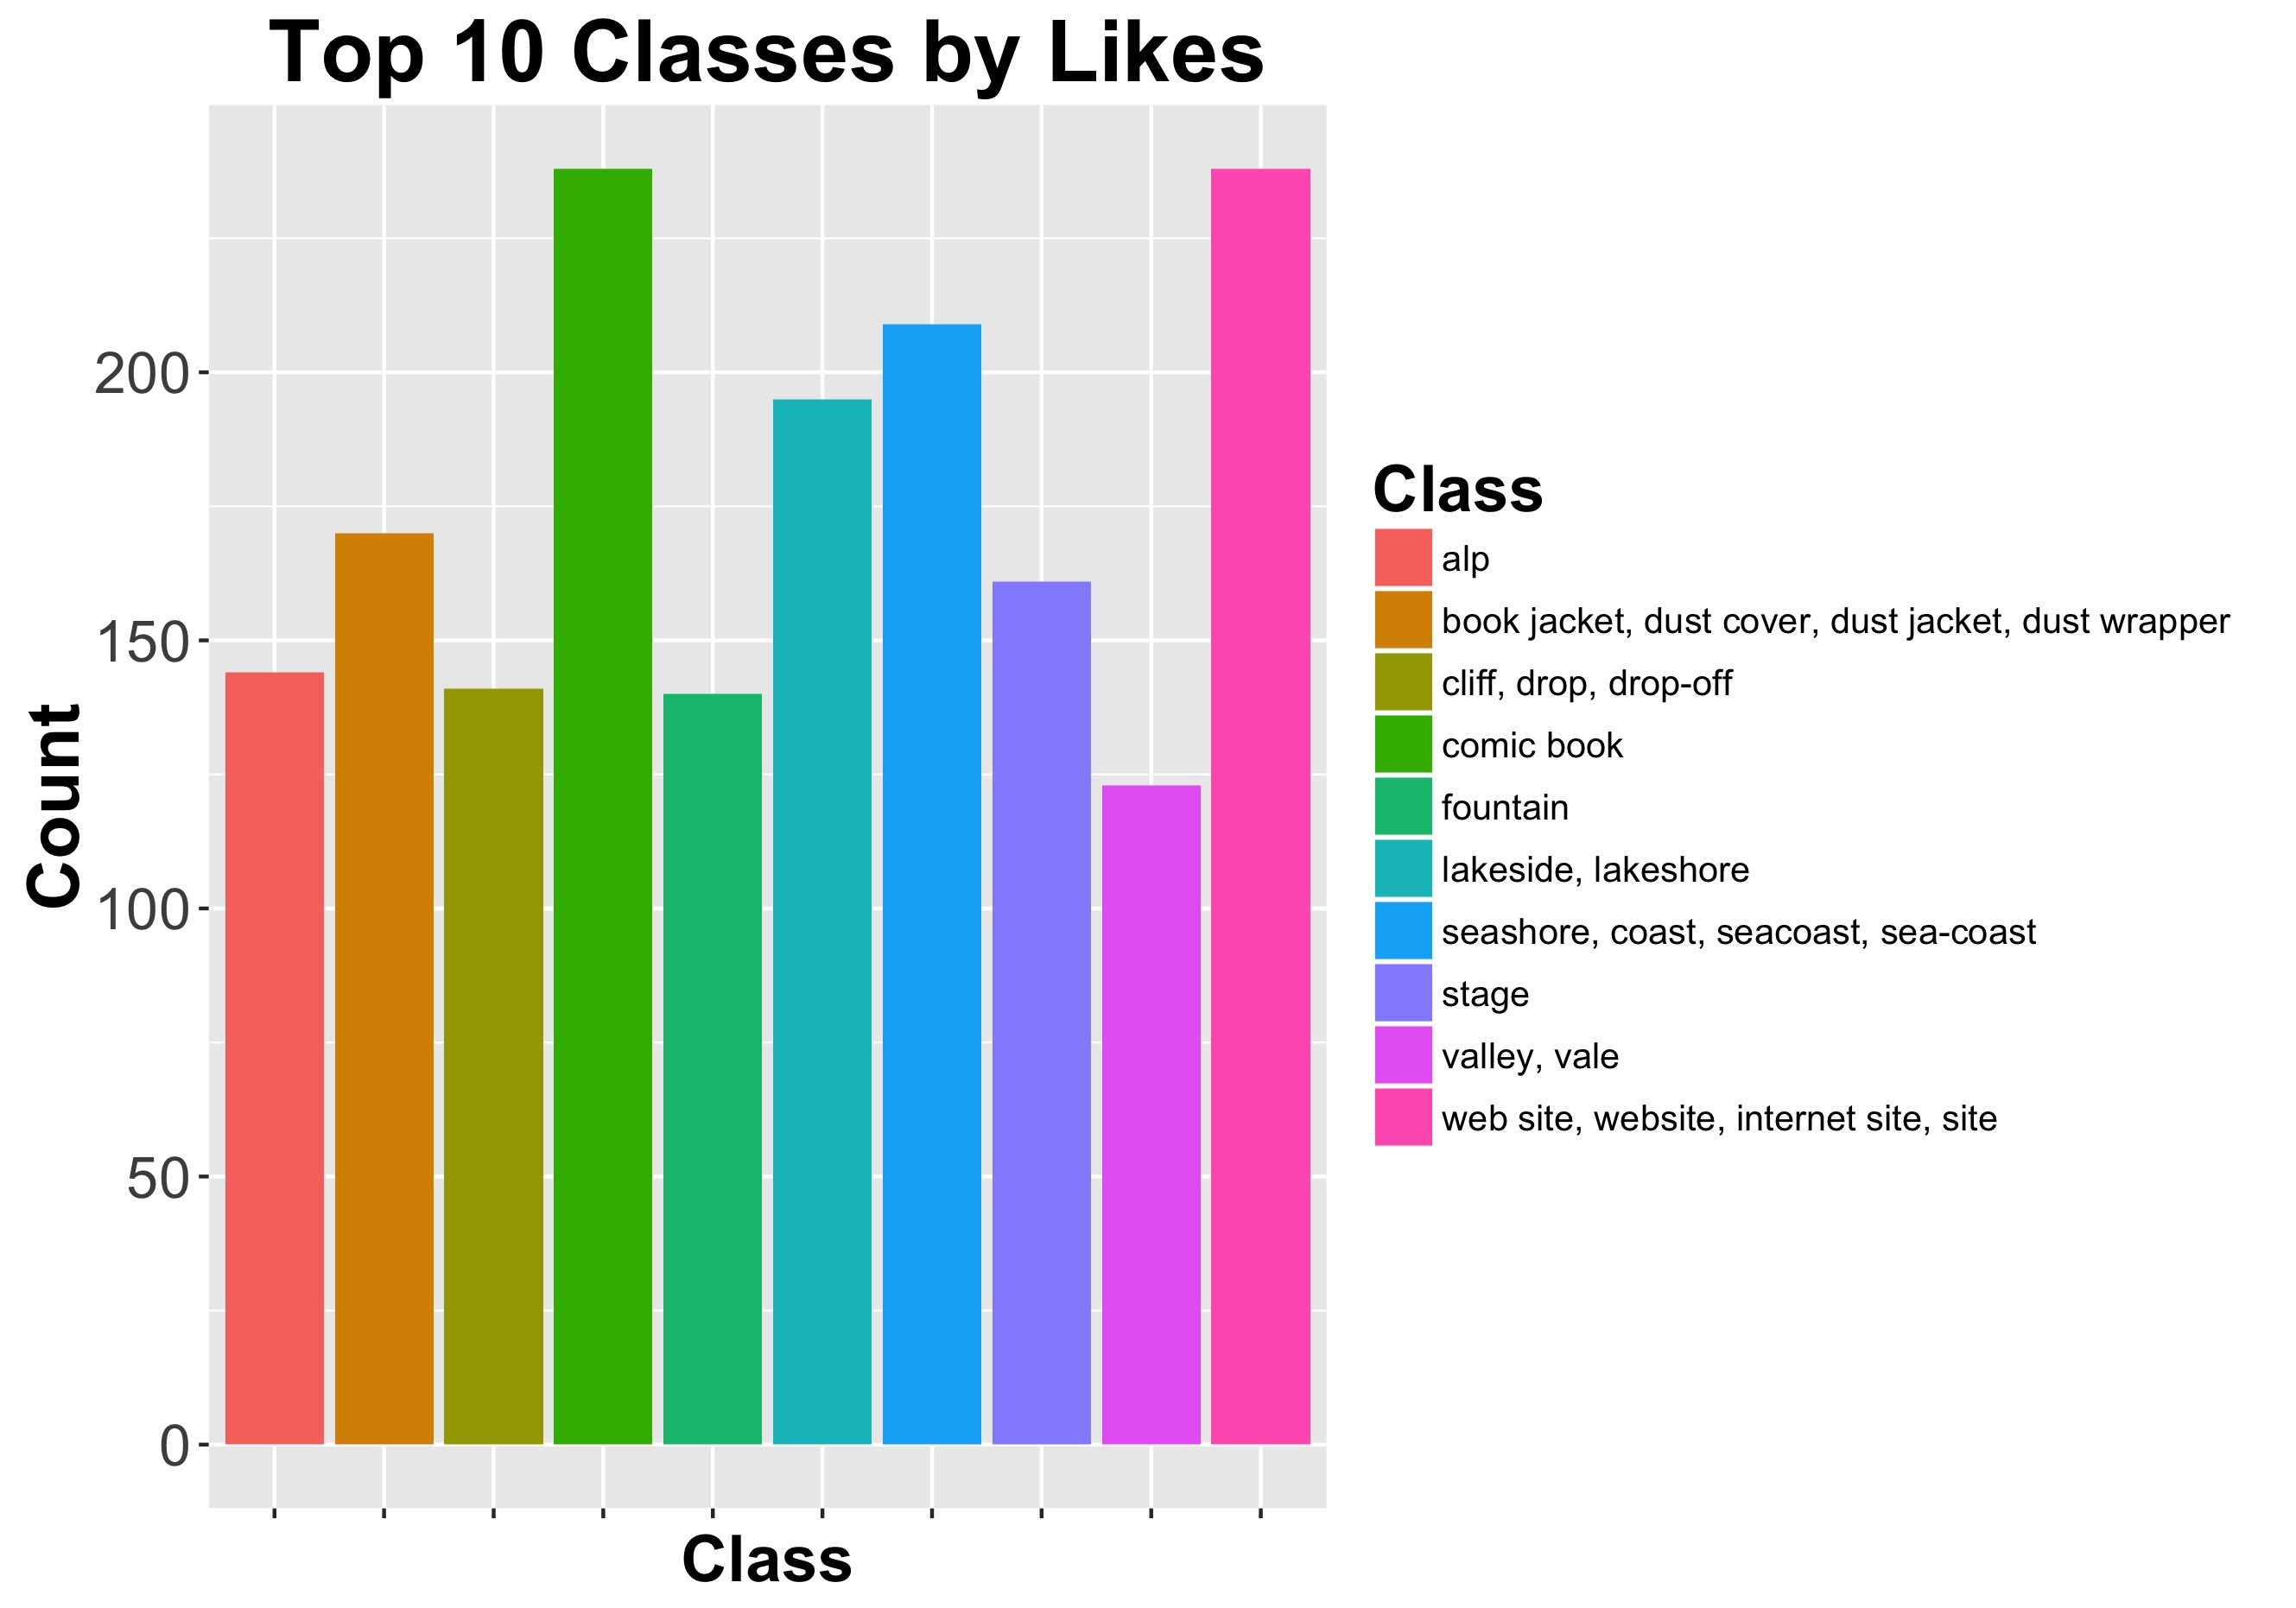 Top 10 Classes by Likes
Count
200
150
100
50
0
Class
Class
alp
book jacket, dust cover, dust jacket, dust wrapper
cliff, drop, drop-off
comic book
fountain
lakeside, lakeshore
seashore, coast, seacoast, sea-coast
stage
valley, vale
web site, website, internet site, site